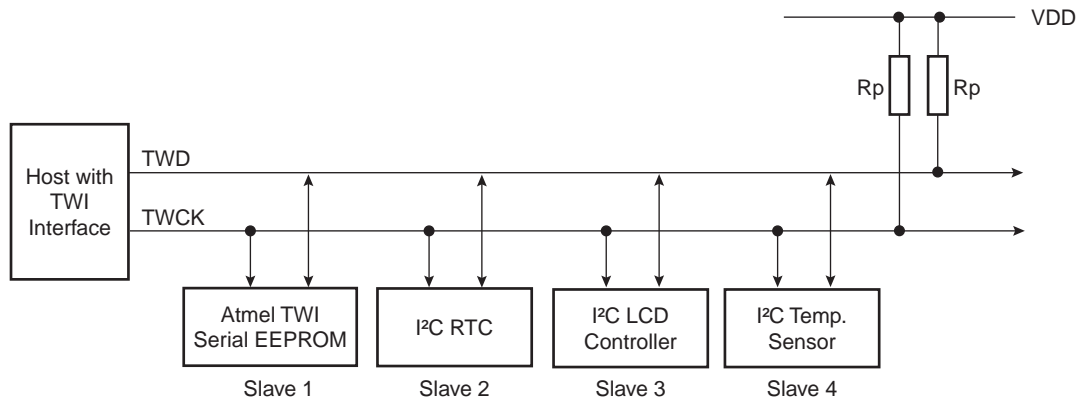 VDD
Rp
Rp
Host with
TWI
Interface
TWD
TWCK
Atmel TWI
Serial EEPROM
Slave 1
I²C RTC
Slave 2
I²C LCD
Controller
Slave 3
I²C Temp.
Sensor
Slave 4